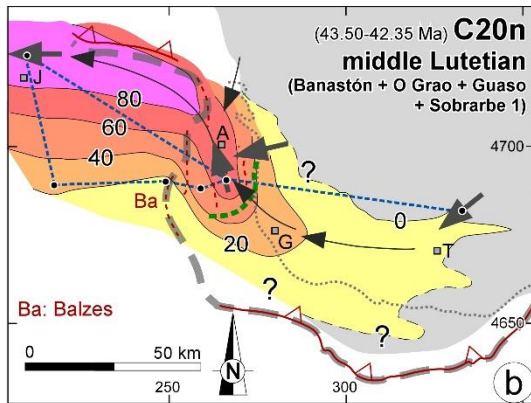 (43.50-42.35 Ma) C20n
middle Lutetian
(Banastón + O Grao + Guaso
+ Sobrarbe 1)
J
80
A
60
4700
40
?
Ba
0
20
G
T
?
?
Ba: Balzes
4650
0 50 km
N
250
300
b